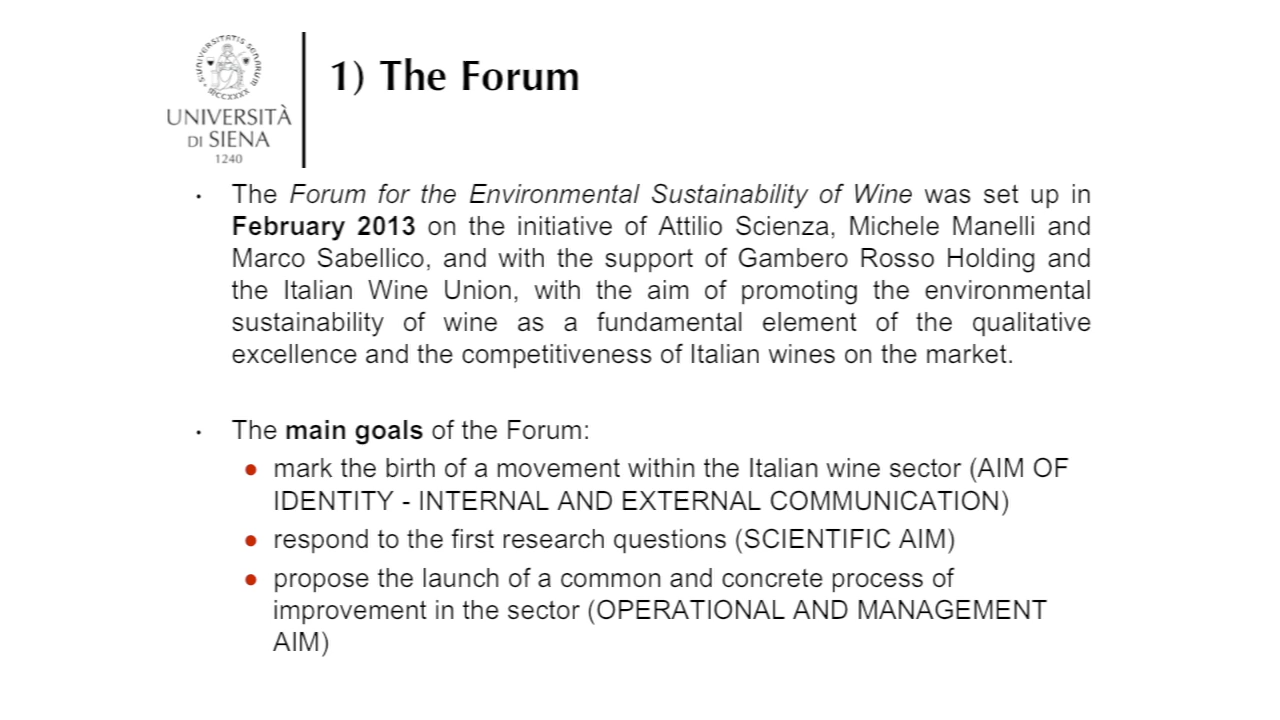 UNIVERSITATIS SENARUM
MCCXXXX
UNIVERSITÀ
DI SIENA
1240
1) The Forum
· The Forum for the Environmental Sustainability of Wine was set up in
February 2013 on the initiative of Attilio Scienza, Michele Manelli and
Marco Sabellico, and with the support of Gambero Rosso Holding and
the Italian Wine Union, with the aim of promoting the environmental
sustainability of wine as a fundamental element of the qualitative
excellence and the competitiveness of Italian wines on the market.
· The main goals of the Forum:
● mark the birth of a movement within the Italian wine sector (AIM OF
IDENTITY - INTERNAL AND EXTERNAL COMMUNICATION)
● respond to the first research questions (SCIENTIFIC AIM)
● propose the launch of a common and concrete process of
improvement in the sector (OPERATIONAL AND MANAGEMENT
AIM)